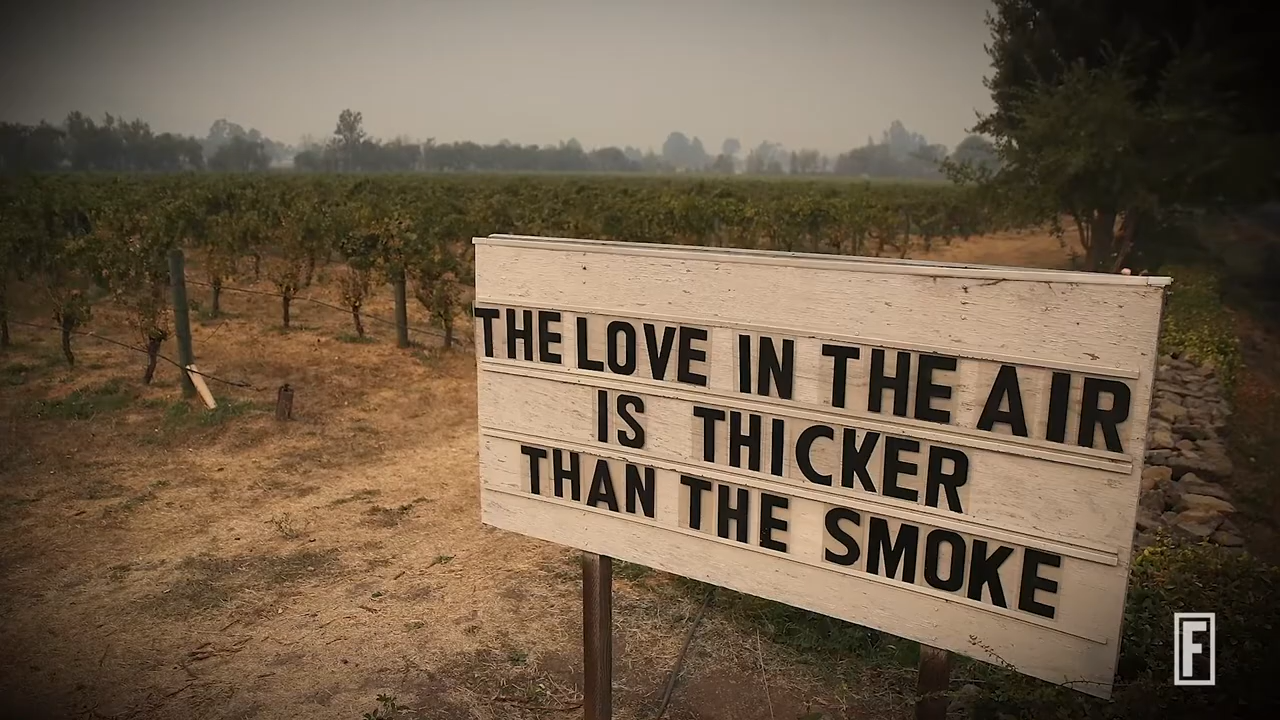 THE LOVE IN THE AIR
IS THICKER
THAN THE SMOKE
F